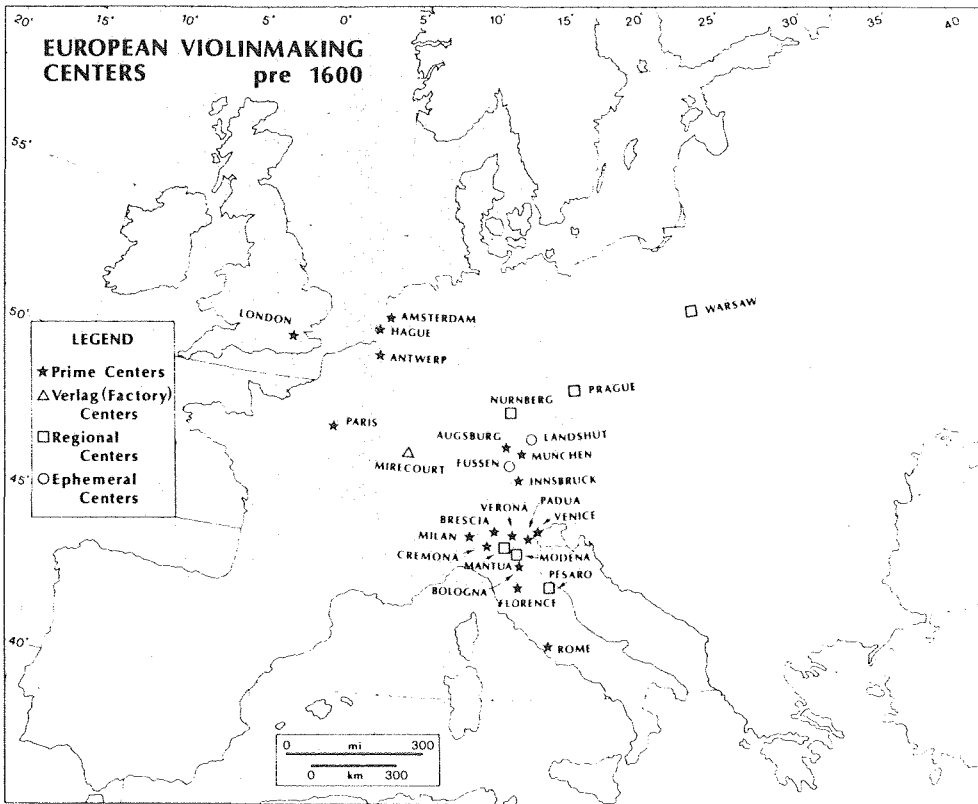 20° 15° 10° 0° 5° 10° 15° 20° 25° 30° 35° 40°
EUROPEAN VIOLINMAKING
CENTERS pre 1600
55°
50°
45°
40°
LEGEND
★ Prime Centers
△ Verlag (Factory)
Centers
□ Regional
Centers
○ Ephemeral
Centers
LONDON
AMSTERDAM
HAGUE
ANTWERP
WARSAW
PRAGUE
NURNBERG
PARIS
AUGSBURG
LANDSHUT
MUNCHEN
MIRECOURT
FUSSEN
INNSBRUCK
VERONA
PADUA
BRESCIA
VENICE
MILAN
CREMONA
MODENA
MANTUA
PESARO
BOLOGNA
FLORENCE
ROME
0 mi 300
0 km 300